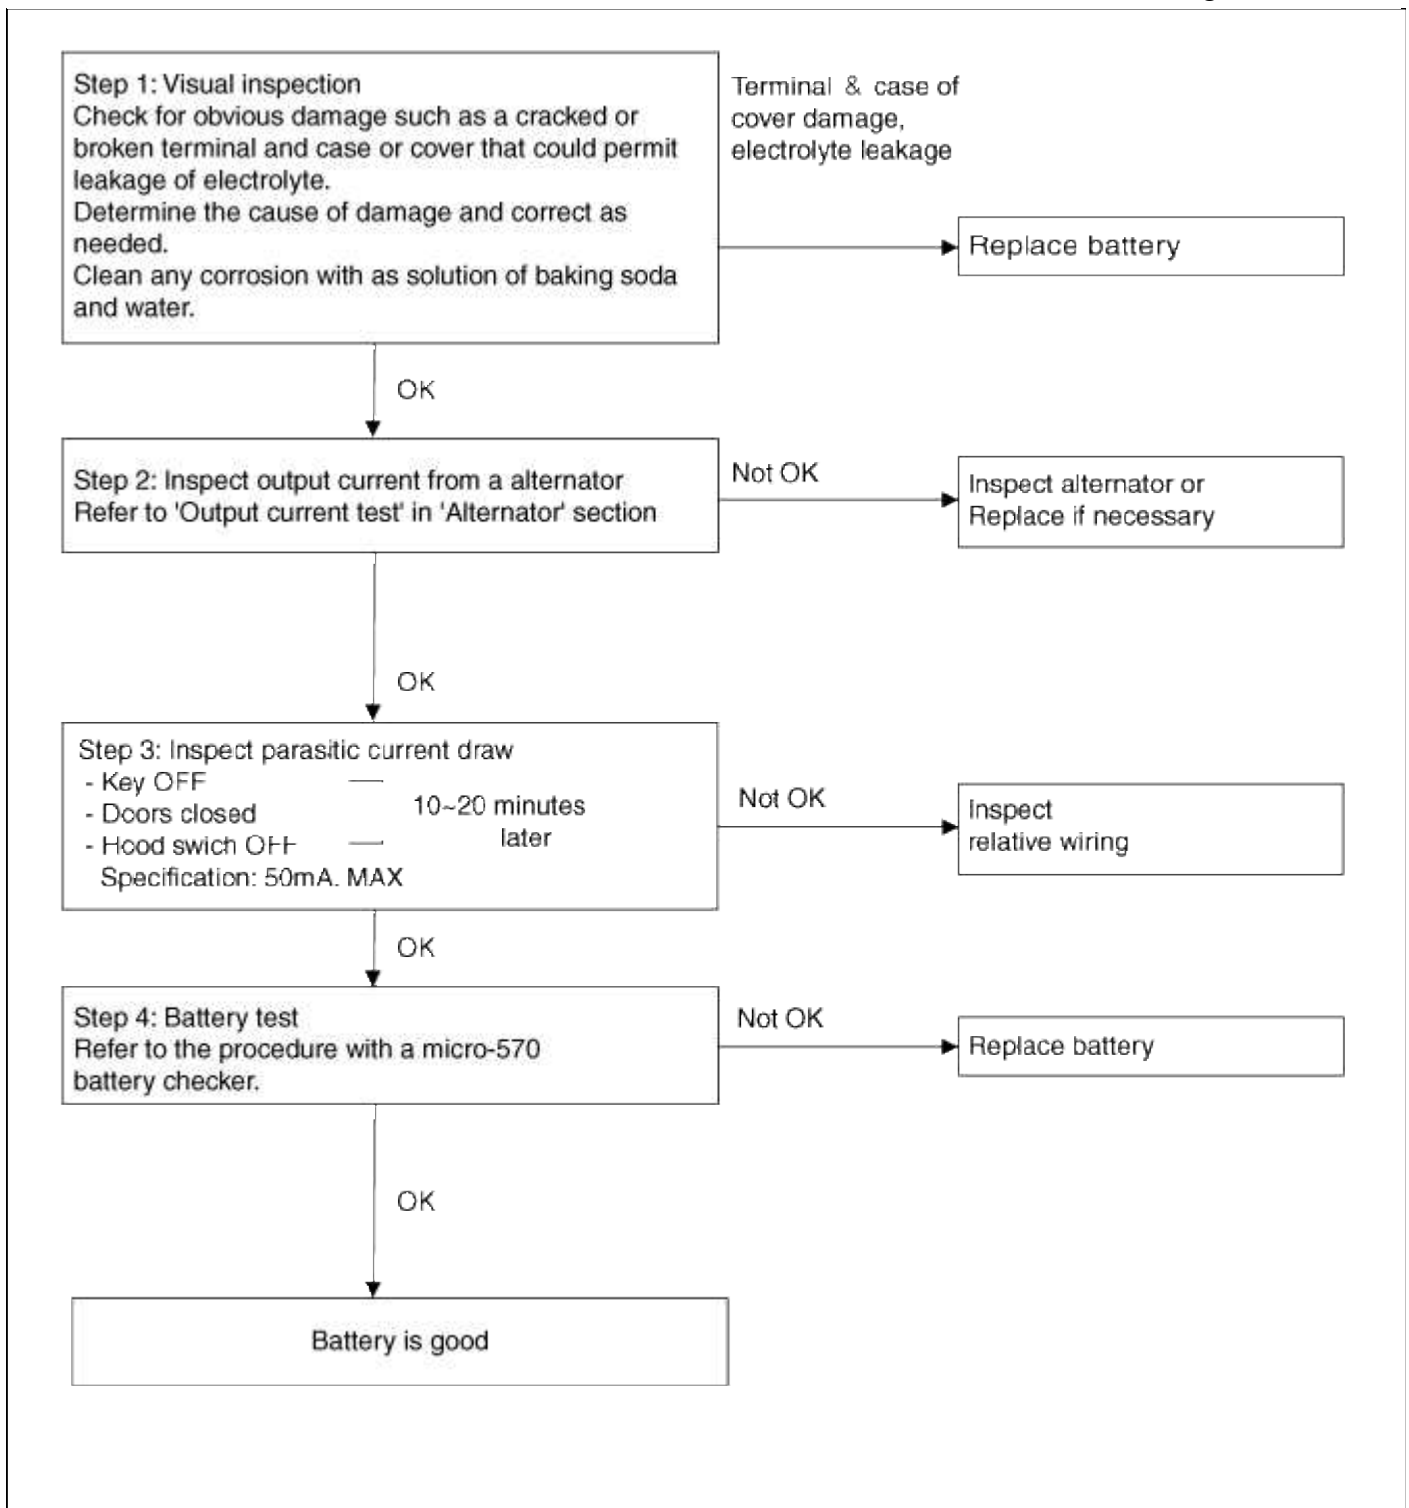 Step 1: Visual inspection
Check for obvious damage such as a cracked or
broken terminal and case or cover that could permit
leakage of electrolyte.
Determine the cause of damage and correct as
needed.
Clean any corrosion with as solution of baking soda
and water.
Terminal & case of
cover damage,
electrolyte leakage
Replace battery
OK
Step 2: Inspect output current from a alternator
Refer to 'Output current test' in 'Alternator' section
Not OK
Inspect alternator or
Replace if necessary
OK
Step 3: Inspect parasitic current draw
- Key OFF
- Doors closed
- Hood swich OFF
10~20 minutes
later
Specification: 50mA. MAX
Not OK
Inspect
relative wiring
OK
Step 4: Battery test
Refer to the procedure with a micro-570
battery checker.
Not OK
Replace battery
OK
Battery is good